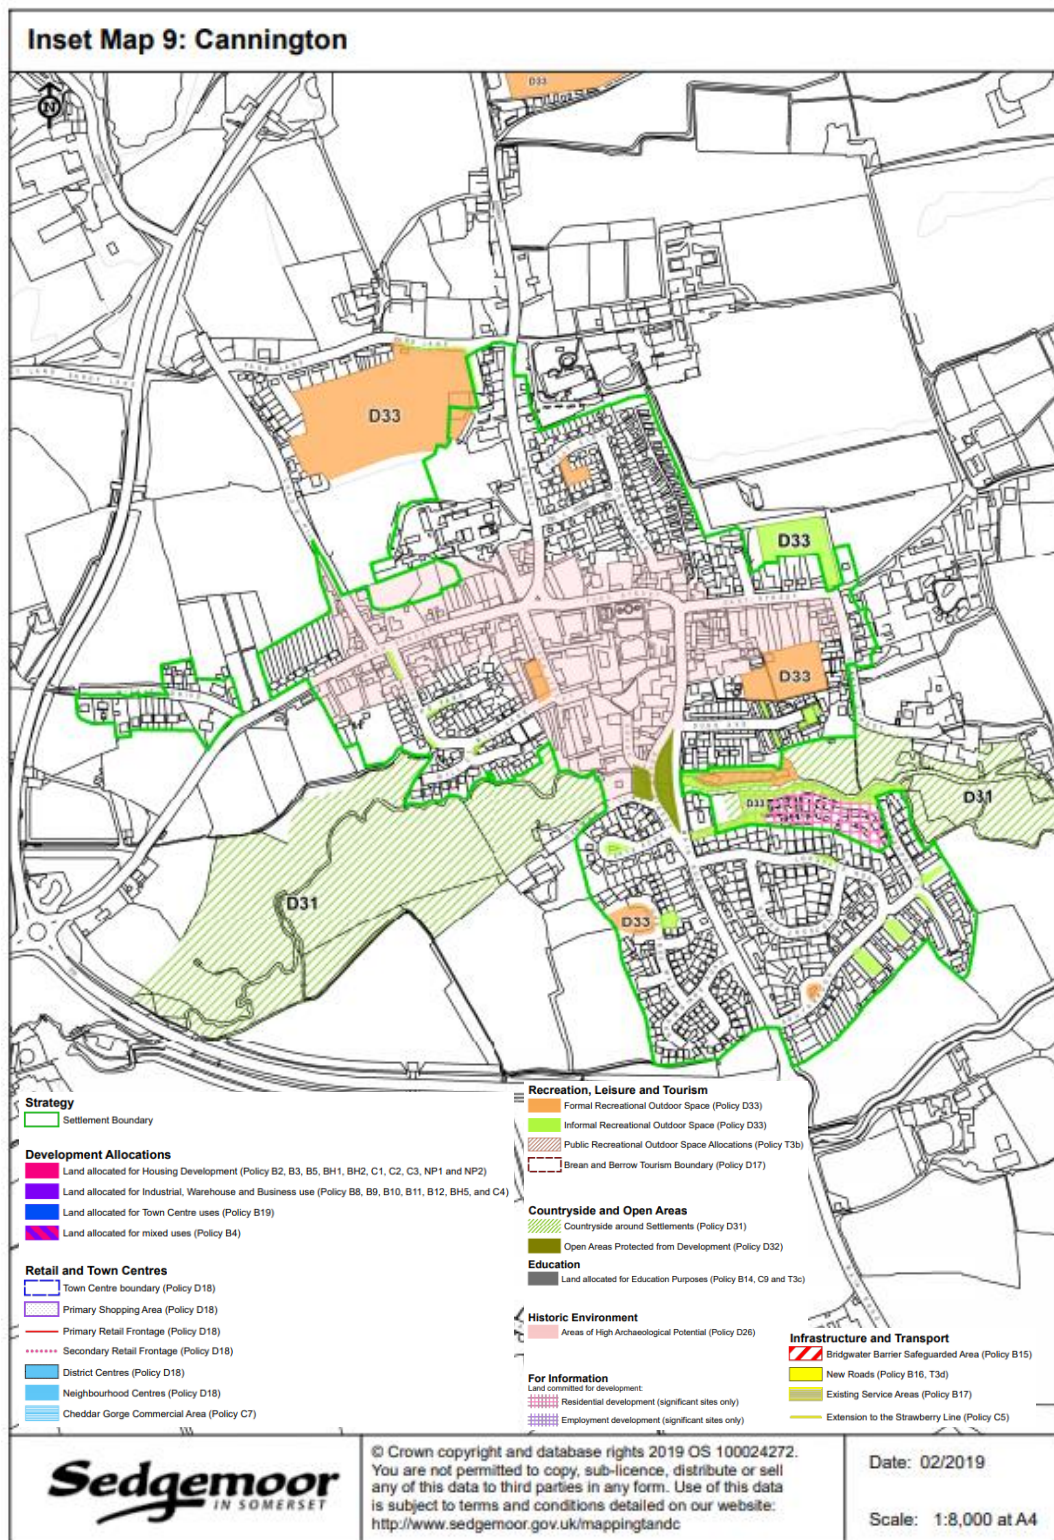 Inset Map 9: Cannington
N
D33
PARK LANE
PARK LANE
D33
D33
EAST STREET
D33
D33
D31
D31
D33
Strategy
Settlement Boundary
Development Allocations
Land allocated for Housing Development (Policy B2, B3, B5, BH1, BH2, C1, C2, C3, NP1 and NP2)
Land allocated for Industrial, Warehouse and Business use (Policy B8, B9, B10, B11, B12, BH5, and C4)
Land allocated for Town Centre uses (Policy B19)
Land allocated for mixed uses (Policy B4)
Retail and Town Centres
Town Centre boundary (Policy D18)
Primary Shopping Area (Policy D18)
Primary Retail Frontage (Policy D18)
Secondary Retail Frontage (Policy D18)
District Centres (Policy D18)
Neighbourhood Centres (Policy D18)
Cheddar Gorge Commercial Area (Policy C7)
Recreation, Leisure and Tourism
Formal Recreational Outdoor Space (Policy D33)
Informal Recreational Outdoor Space (Policy D33)
Public Recreational Outdoor Space Allocations (Policy T3b)
Brean and Berrow Tourism Boundary (Policy D17)
Countryside and Open Areas
Countryside around Settlements (Policy D31)
Open Areas Protected from Development (Policy D32)
Education
Land allocated for Education Purposes (Policy B14, C9 and T3c)
Historic Environment
Areas of High Archaeological Potential (Policy D26)
For Information
Land committed for development:
Residential development (significant sites only)
Employment development (significant sites only)
Infrastructure and Transport
Bridgwater Barrier Safeguarded Area (Policy B15)
New Roads (Policy B16, T3d)
Existing Service Areas (Policy B17)
Extension to the Strawberry Line (Policy C5)
Sedgemoor
IN SOMERSET
© Crown copyright and database rights 2019 OS 100024272.
You are not permitted to copy, sub-licence, distribute or sell
any of this data to third parties in any form. Use of this data
is subject to terms and conditions detailed on our website:
http://www.sedgemoor.gov.uk/mappingtandc
Date: 02/2019
Scale: 1:8,000 at A4